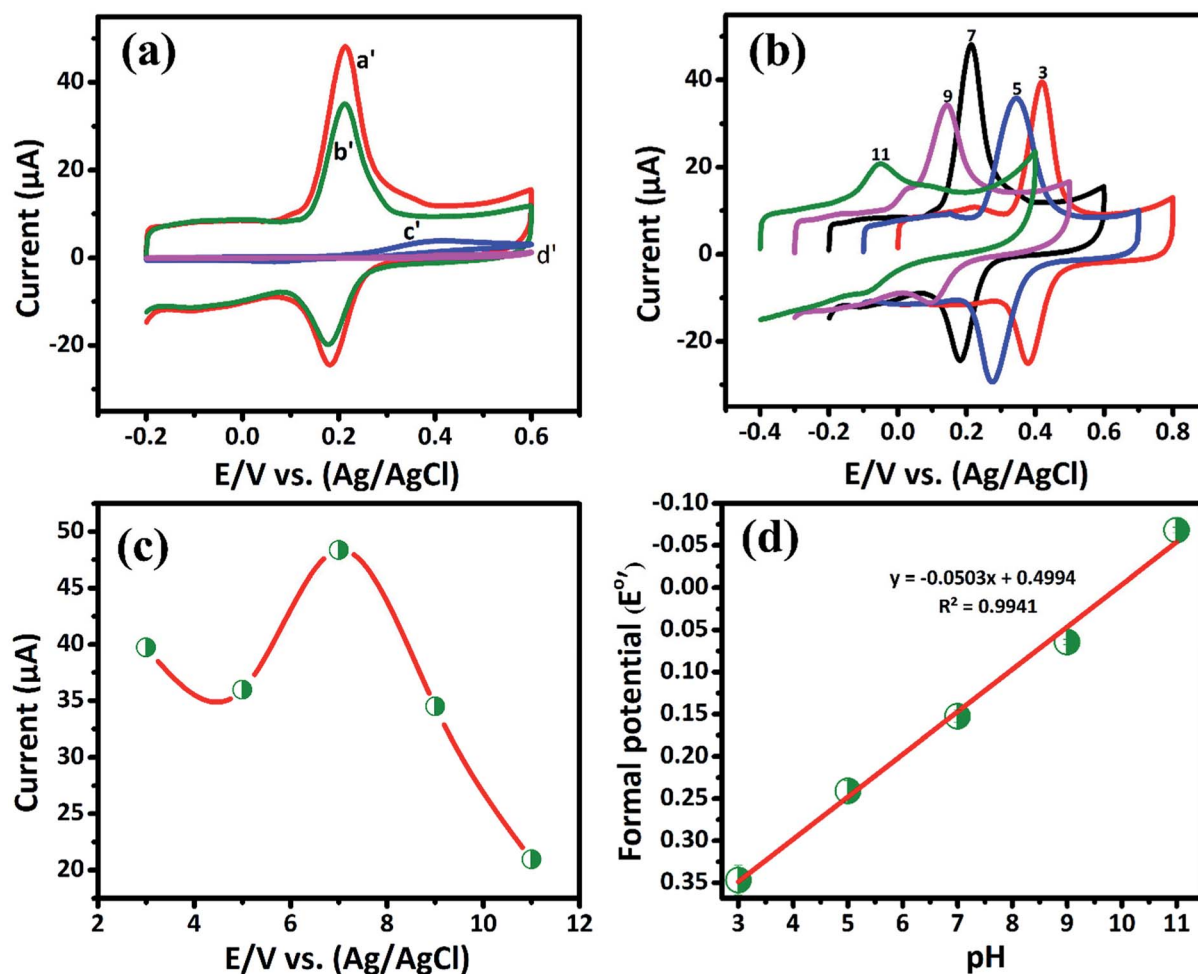 (a)
a'
b'
c'
d'
40
20
0
-20
Current (µA)
-0.2 0.0 0.2 0.4 0.6
E/V vs. (Ag/AgCl)
(b)
7
3
5
9
11
40
20
0
-20
Current (µA)
-0.4 -0.2 0.0 0.2 0.4 0.6 0.8
E/V vs. (Ag/AgCl)
(c)
50
45
40
35
30
25
20
Current (µA)
2 4 6 8 10 12
E/V vs. (Ag/AgCl)
(d)
-0.10
-0.05
0.00
0.05
0.10
0.15
0.20
0.25
0.30
0.35
Formal potential (E⁰′)
y = -0.0503x + 0.4994
R² = 0.9941
3 4 5 6 7 8 9 10 11
pH